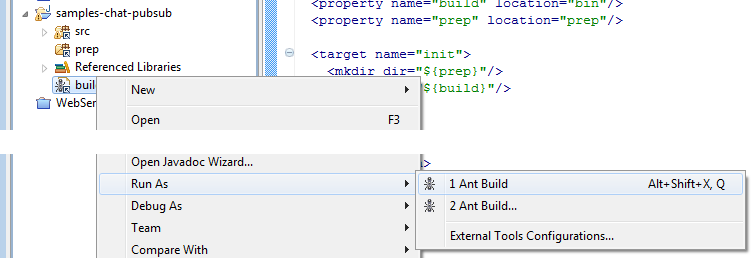 samples-chat-pubsub
src
prep
Referenced Libraries
buil
WebSer
<property name="build" location="bin"/>
<property name="prep" location="prep"/>
<target name="init">
<mkdir dir="${prep}"/>
"${build}"/>
New
Open F3
Open Javadoc Wizard...
Run As
Debug As
Team
Compare With
>
1 Ant Build Alt+Shift+X, Q
2 Ant Build...
External Tools Configurations...